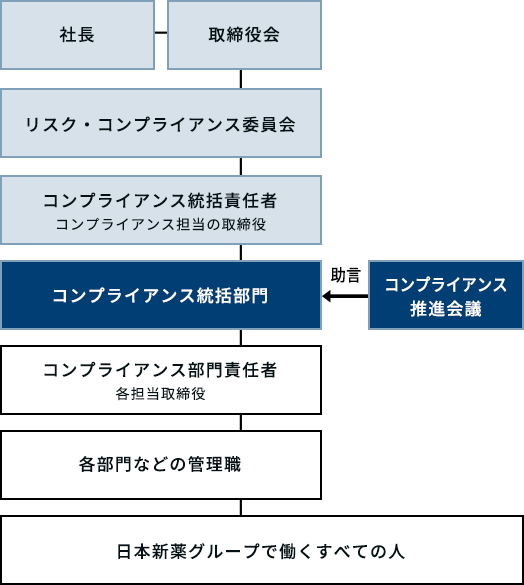 社長
取締役会
リスク・コンプライアンス委員会
コンプライアンス統括責任者
コンプライアンス担当の取締役
コンプライアンス統括部門
助言
コンプライアンス
推進会議
コンプライアンス部門責任者
各担当取締役
各部門などの管理職
日本新薬グループで働くすべての人